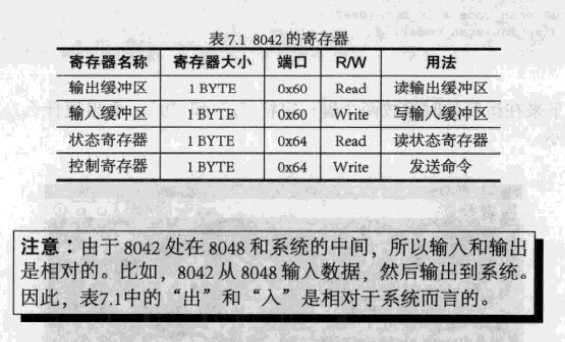 表7.1 8042的寄存器
寄存器名称 寄存器大小 端口 R/W 用法
输出缓冲区 1 BYTE 0x60 Read 读输出缓冲区
输入缓冲区 1 BYTE 0x60 Write 写输入缓冲区
状态寄存器 1 BYTE 0x64 Read 读状态寄存器
控制寄存器 1 BYTE 0x64 Write 发送命令
注意：由于8042处在8048和系统的中间，所以输入和输出
是相对的。比如，8042从8048输入数据，然后输出到系统。
因此，表7.1中的“出”和“入”是相对于系统而言的。